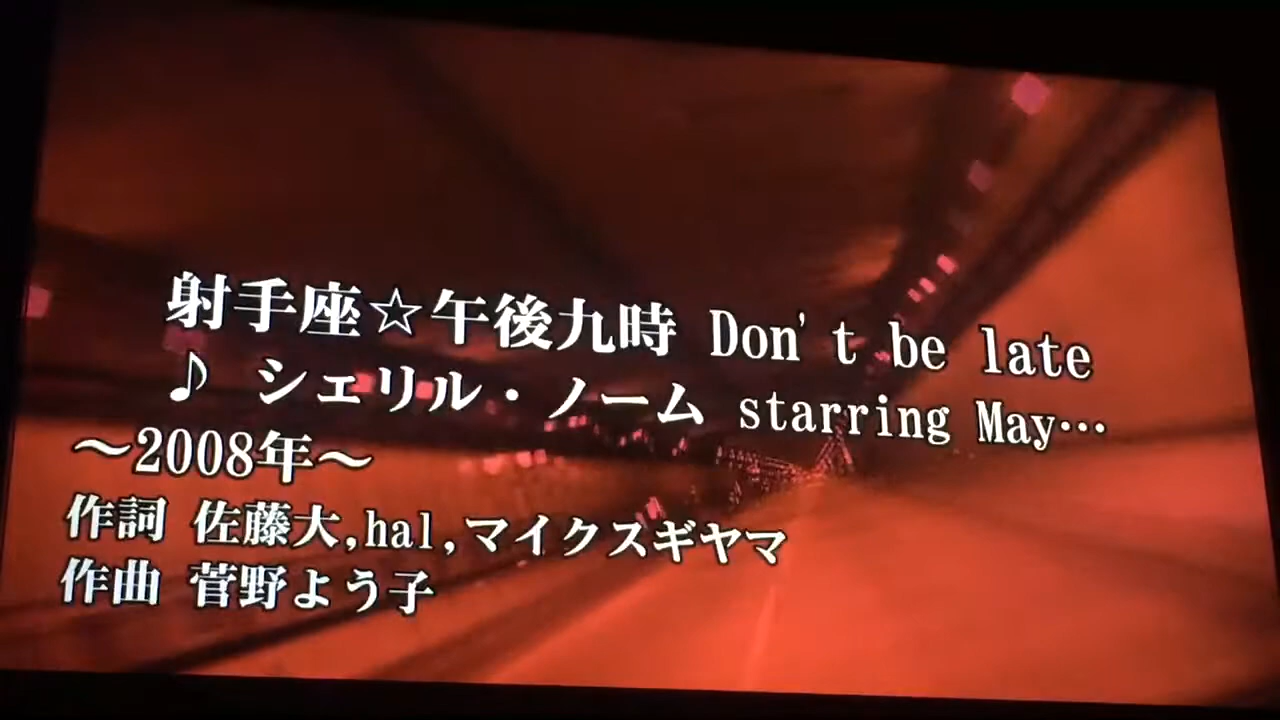 射手座☆午後九時 Don't be late
♪ シェリル・ノーム starring May…
～2008年～
作詞 佐藤大,hal,マイクスギヤマ
作曲 菅野よう子